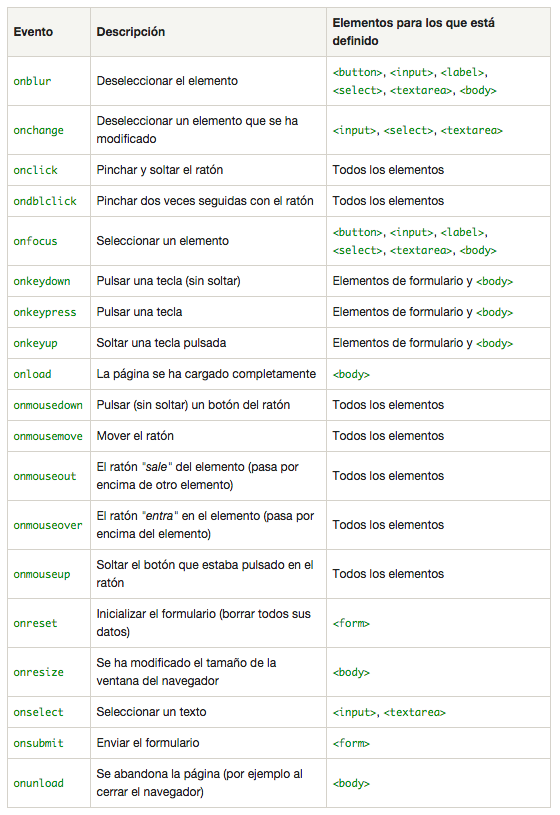 Evento Descripción Elementos para los que está
definido
onblur Deseleccionar el elemento <button>, <input>, <label>,
<select>, <textarea>, <body>
onchange Deseleccionar un elemento que se ha
modificado <input>, <select>, <textarea>
onclick Pinchar y soltar el ratón Todos los elementos
ondblclick Pinchar dos veces seguidas con el ratón Todos los elementos
onfocus Seleccionar un elemento <button>, <input>, <label>,
<select>, <textarea>, <body>
onkeydown Pulsar una tecla (sin soltar) Elementos de formulario y <body>
onkeypress Pulsar una tecla Elementos de formulario y <body>
onkeyup Soltar una tecla pulsada Elementos de formulario y <body>
onload La página se ha cargado completamente <body>
onmousedown Pulsar (sin soltar) un botón del ratón Todos los elementos
onmousemove Mover el ratón Todos los elementos
onmouseout El ratón "sale" del elemento (pasa por
encima de otro elemento) Todos los elementos
onmouseover El ratón "entra" en el elemento (pasa por
encima del elemento) Todos los elementos
onmouseup Soltar el botón que estaba pulsado en el
ratón Todos los elementos
onreset Inicializar el formulario (borrar todos sus
datos) <form>
onresize Se ha modificado el tamaño de la
ventana del navegador <body>
onselect Seleccionar un texto <input>, <textarea>
onsubmit Enviar el formulario <form>
onunload Se abandona la página (por ejemplo al
cerrar el navegador) <body>